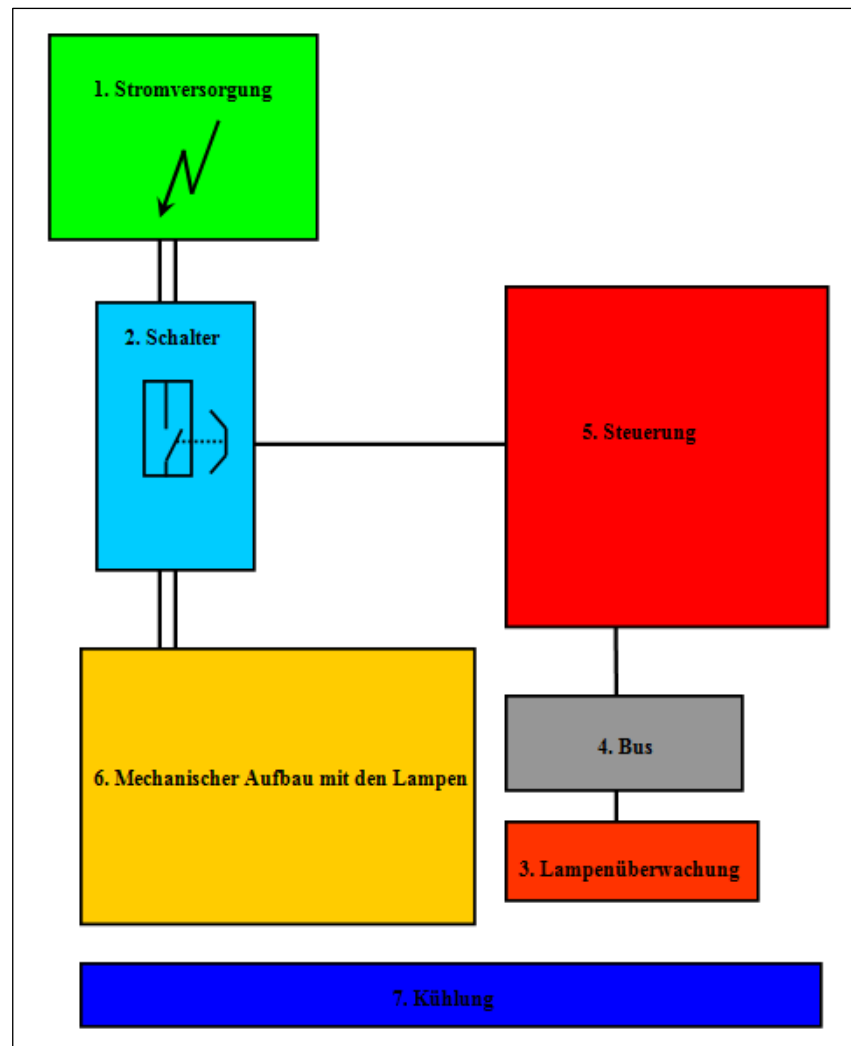 1. Stromversorgung
2. Schalter
5. Steuerung
4. Bus
6. Mechanischer Aufbau mit den Lampen
3. Lampenüberwachung
7. Kühlung